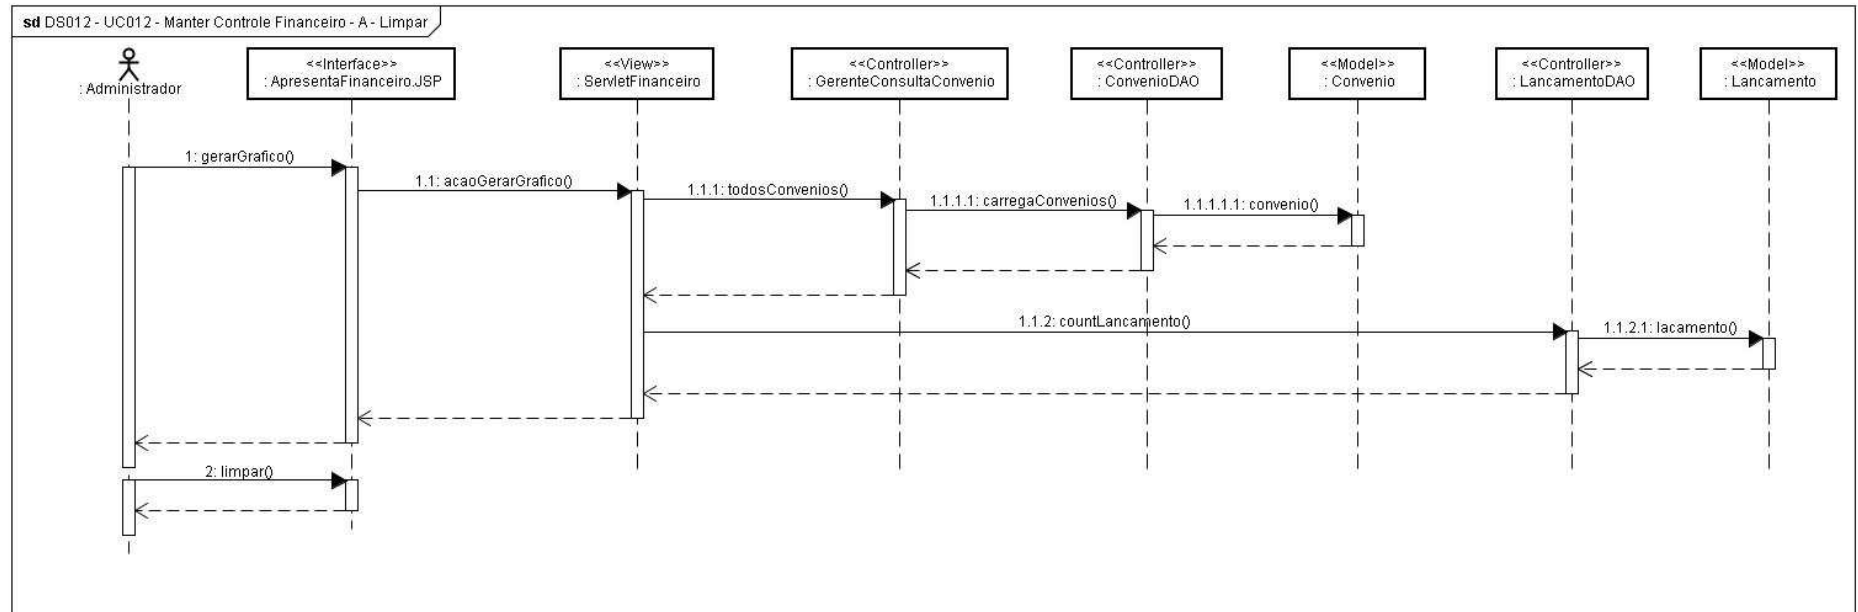 sd DS012 - UC012 - Manter Controle Financeiro - A - Limpar
: Administrador
<<Interface>>
: ApresentaFinanceiro.JSP
<<View>>
: ServletFinanceiro
<<Controller>>
: GerenteConsultaConvenio
<<Controller>>
: ConvenioDAO
<<Model>>
: Convenio
<<Controller>>
: LancamentoDAO
<<Model>>
: Lancamento
1: gerarGrafico()
1.1: acaoGerarGrafico()
1.1.1: todosConvenios()
1.1.1.1: carregaConvenios()
1.1.1.1.1: convenio()
1.1.2: countLancamento()
1.1.2.1: lacamento()
2: limpar()